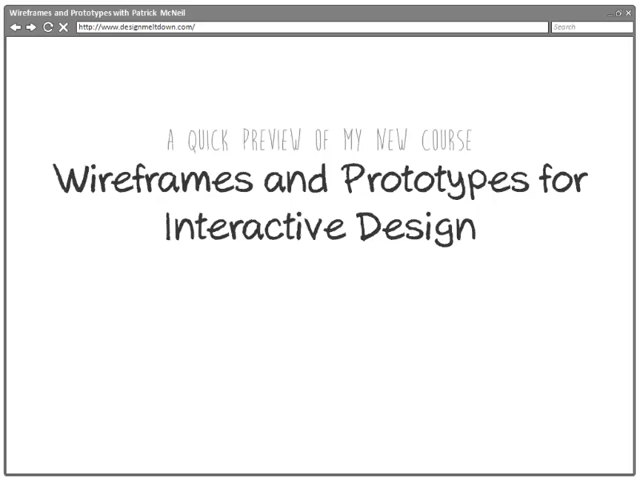 Wireframes and Prototypes with Patrick McNeil
http://www.designmeltdown.com/
Search
A QUICK PREVIEW OF MY NEW COURSE
Wireframes and Prototypes for
Interactive Design